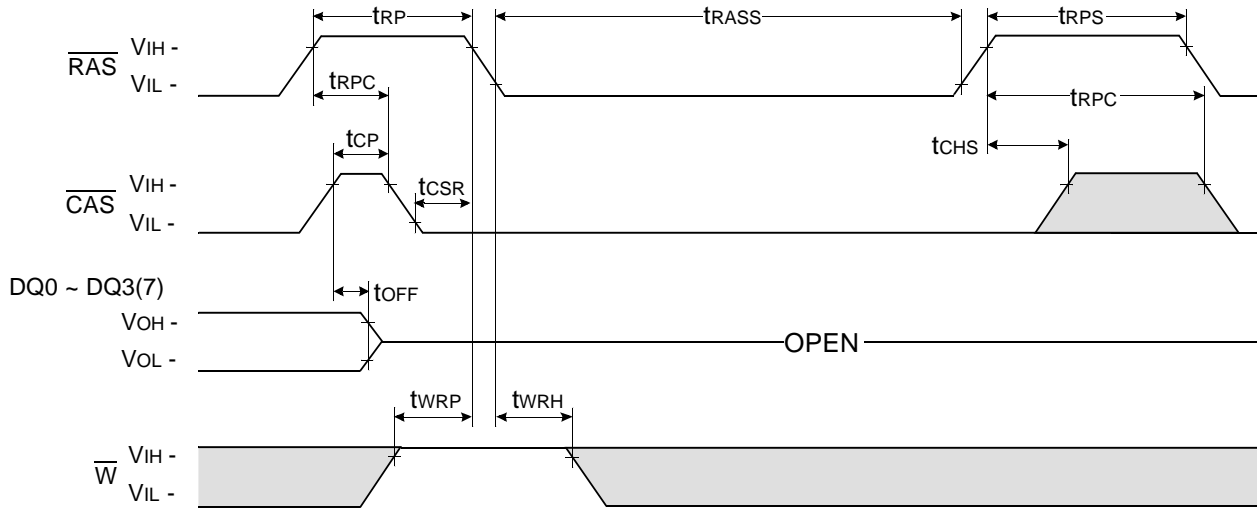 tRP tRASS tRPS
RAS VIH -
VIL -
tRPC tRPC
tCP tCHS
CAS VIH -
tCSR
VIL -
DQ0 ~ DQ3(7)
tOFF
VOH -
OPEN
VOL -
tWRP tWRH
W VIH -
VIL -